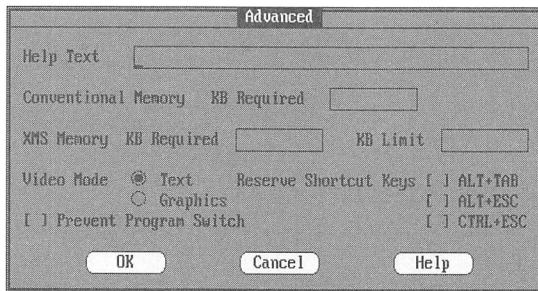 Advanced
Help Text
Conventional Memory KB Required
XMS Memory KB Required KB Limit
Video Mode Text Reserve Shortcut Keys [ ] ALT+TAB
Graphics [ ] ALT+ESC
[ ] Prevent Program Switch [ ] CTRL+ESC
OK Cancel Help